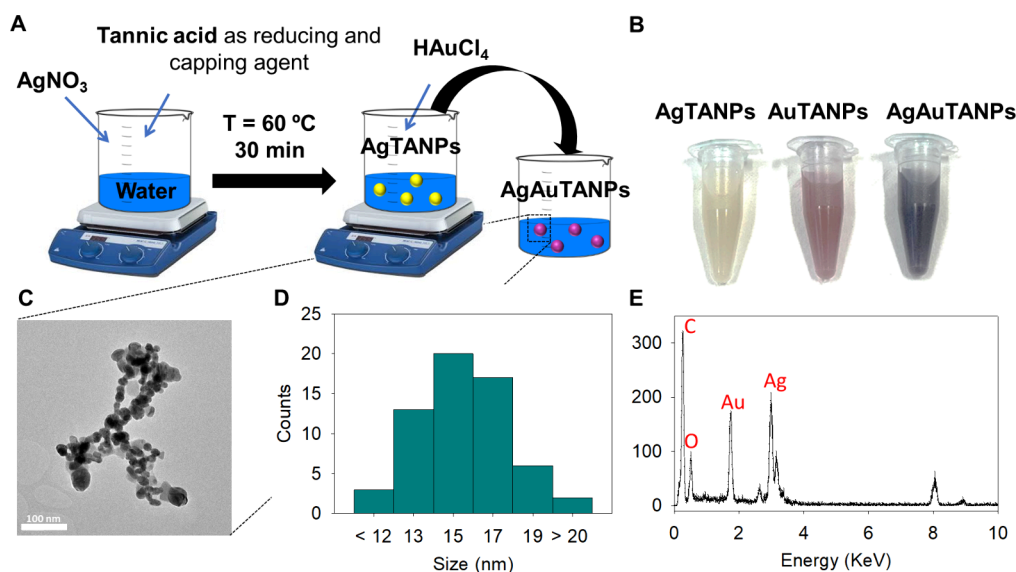 A
Tannic acid as reducing and
capping agent
AgNO₃
Water
T = 60 ºC
30 min
HAuCl₄
AgTANPs
AgAuTANPs
B
AgTANPs AuTANPs AgAuTANPs
C
100 nm
D
Counts
25
20
15
10
5
0
< 12 13 15 17 19 > 20
Size (nm)
E
300
200
100
0
C
O
Au
Ag
0 2 4 6 8 10
Energy (KeV)